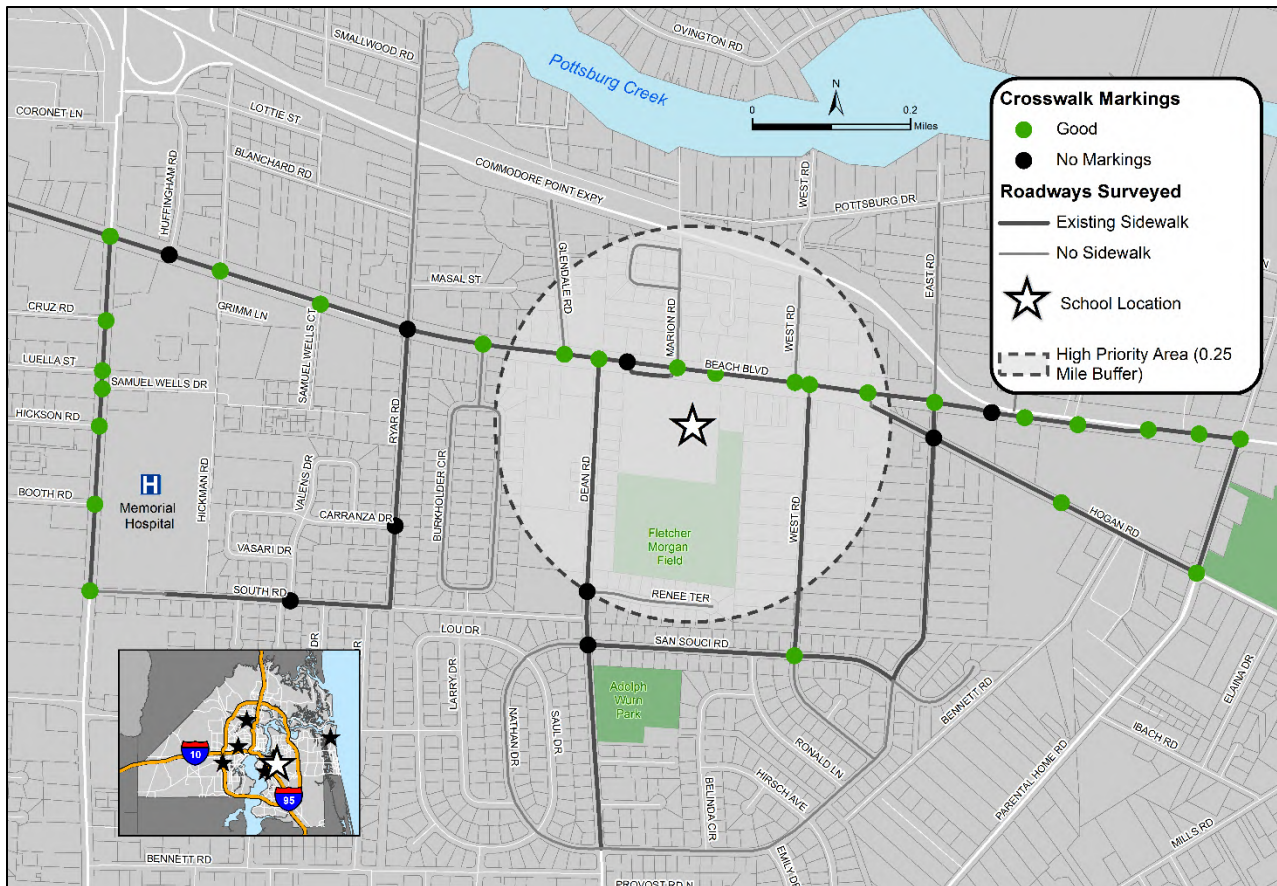 SMALLWOOD RD
OVINGTON RD
Pottsburg Creek
N
0
0.2
Miles
CORONET LN
LOTTIE ST
BLANCHARD RD
HUFFINGHAM RD
COMMODORE POINT EXPY
WEST RD
POTTSBURG DR
Crosswalk Markings
Good
No Markings
Roadways Surveyed
Existing Sidewalk
No Sidewalk
School Location
High Priority Area (0.25
Mile Buffer)
GLENDALE RD
MASAL ST
MARION RD
WEST RD
EAST RD
N
CRUZ RD
GRIMM LN
SAMUEL WELLS CT
BEACH BLVD
LUELLA ST
SAMUEL WELLS DR
HICKSON RD
RYAR RD
BURKHOLDER CIR
DEAN RD
WEST RD
HICKMAN RD
VALENS DR
H
Memorial
Hospital
BOOTH RD
CARRANZA DR
VASARI DR
HOGAN RD
Fletcher
Morgan
Field
SOUTH RD
RENEE TER
LOU DR
SAN SOUCI RD
DR
R
LARRY DR
NATHAN DR
SAUL DR
Adolph
Wurn
Park
BENNETT RD
ELAINA DR
IBACH RD
RONALD LN
PARENTAL HOME RD
HIRSCH AVE
BELINDA CIR
EMILY DR
MILLS RD
10
95
BENNETT RD
PROVOST RD N